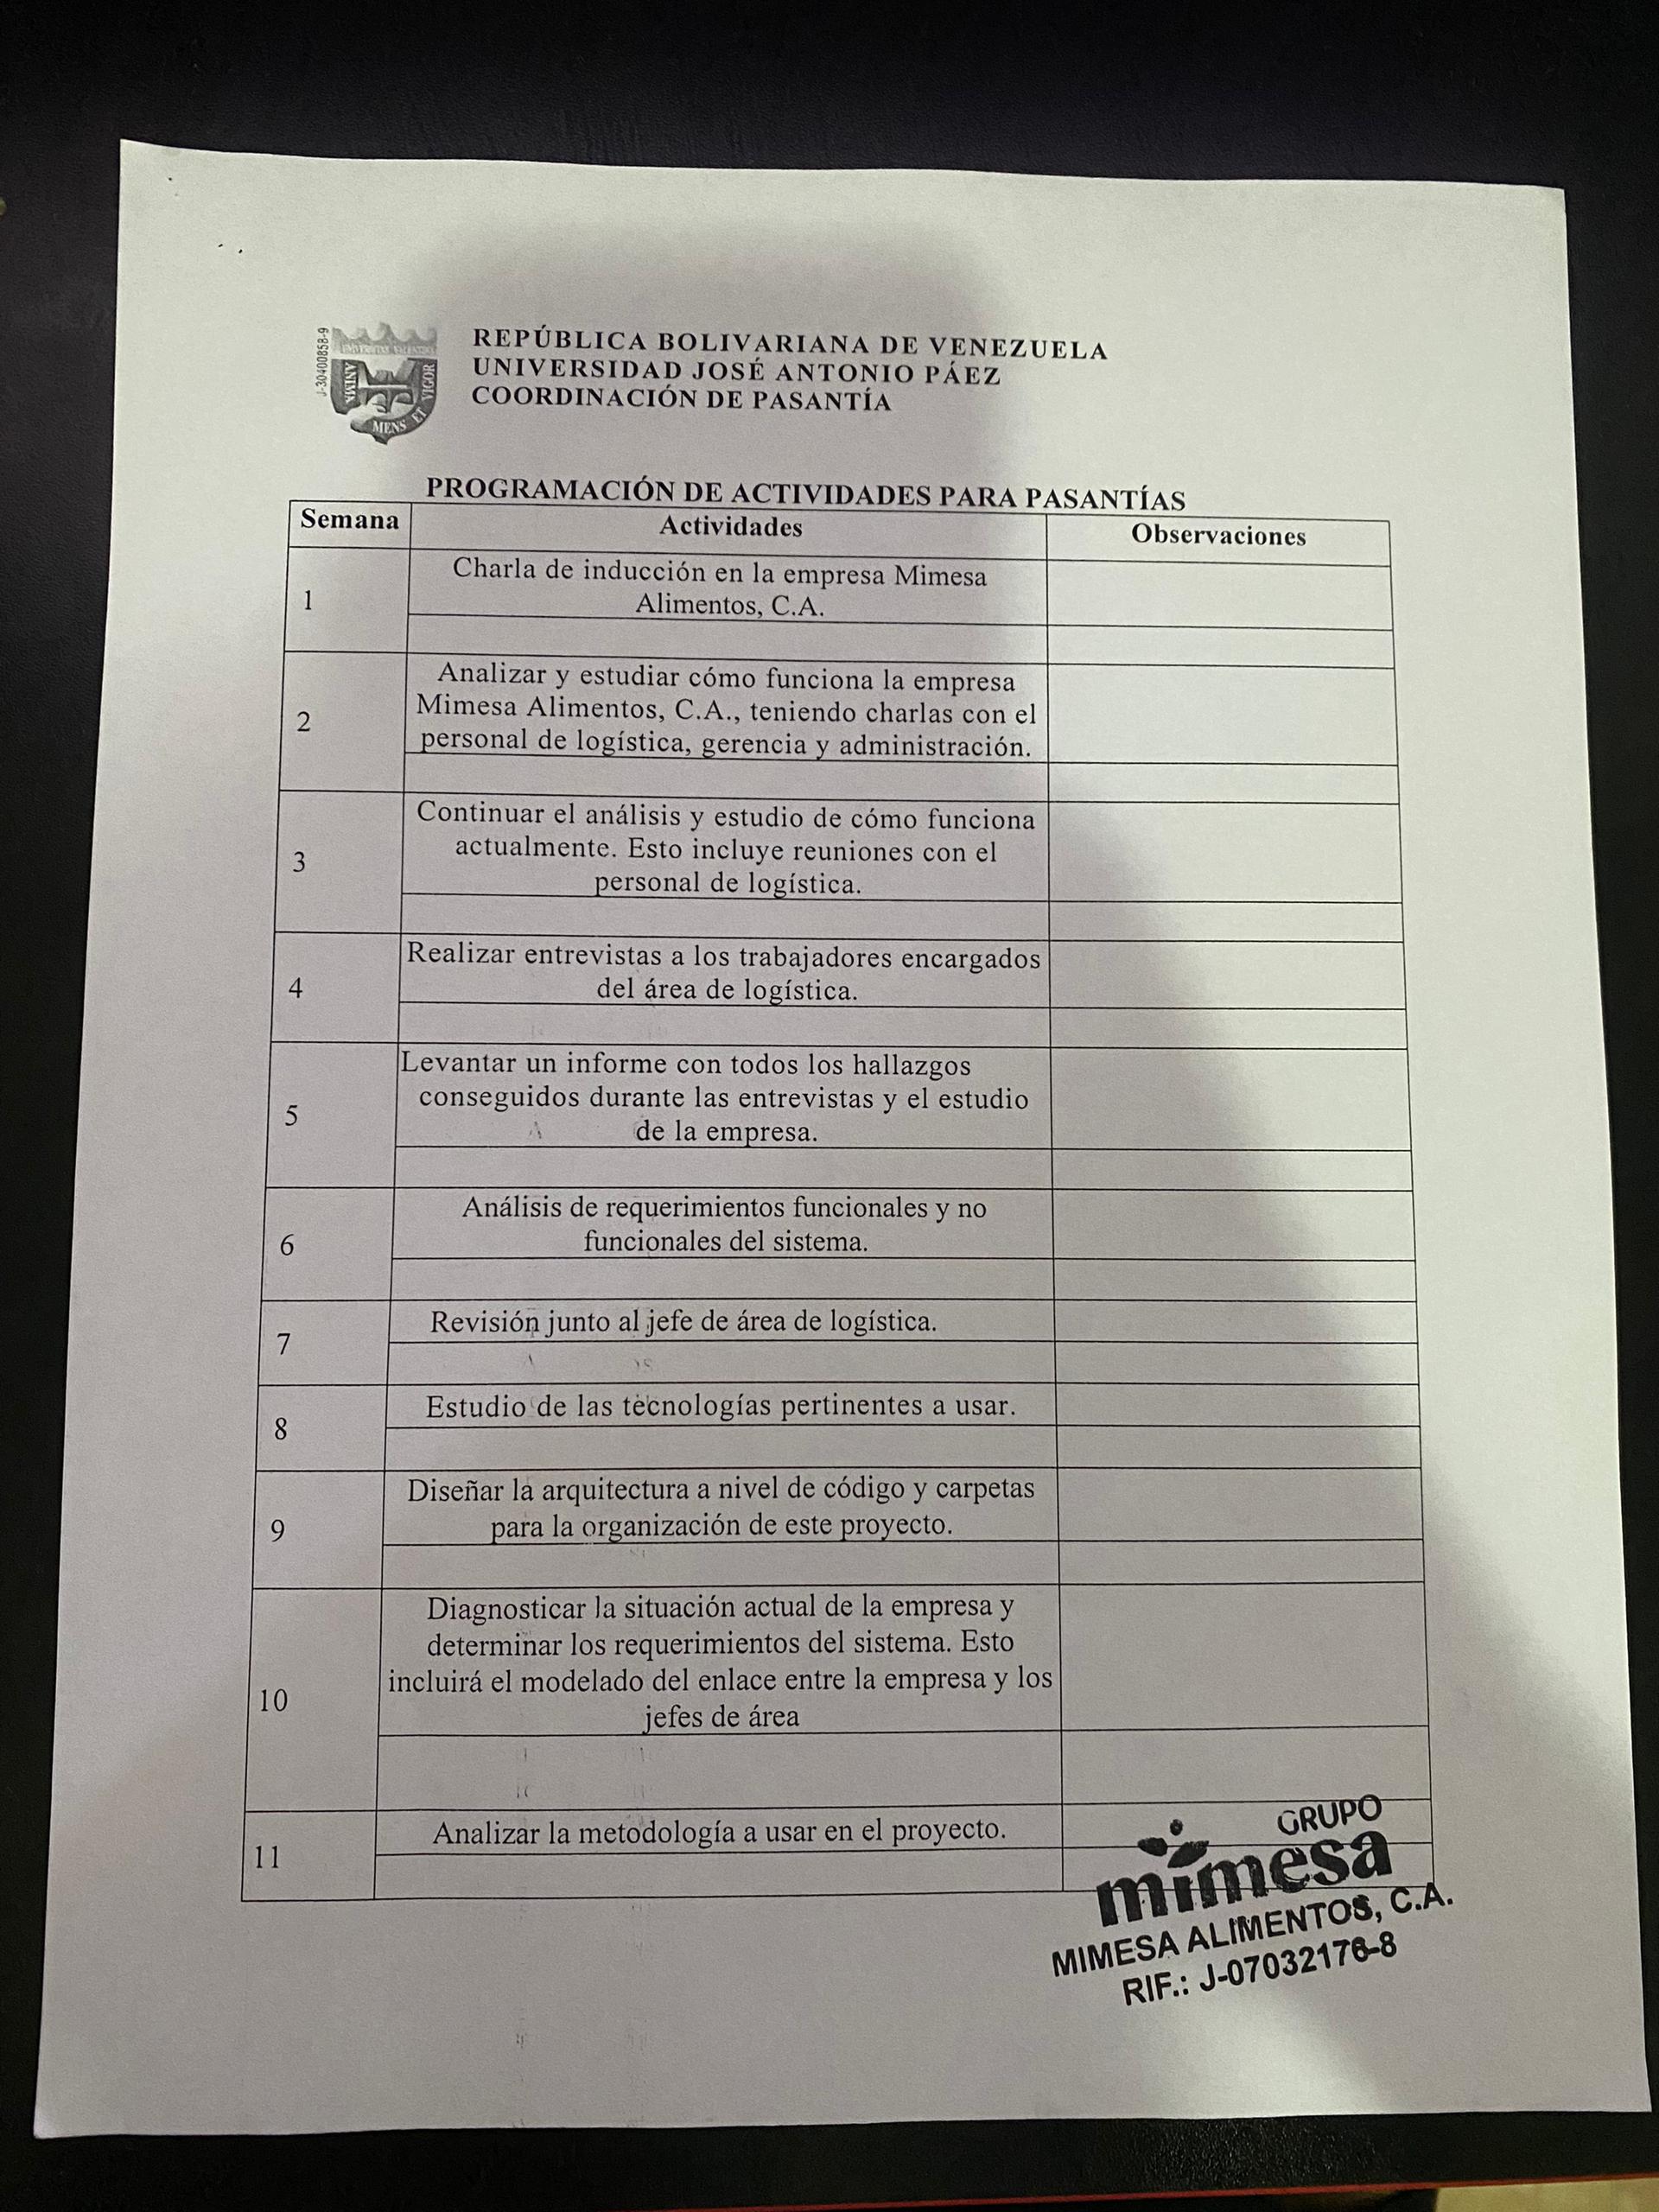 J-30400858-9
UNIVERSITAS VALENTINA
ANIMA
MENS ET VIGOR
REPÚBLICA BOLIVARIANA DE VENEZUELA
UNIVERSIDAD JOSÉ ANTONIO PÁEZ
COORDINACIÓN DE PASANTÍA
PROGRAMACIÓN DE ACTIVIDADES PARA PASANTÍAS
Semana Actividades Observaciones
1
Charla de inducción en la empresa Mimesa
Alimentos, C.A.
2
Analizar y estudiar cómo funciona la empresa
Mimesa Alimentos, C.A., teniendo charlas con el
personal de logística, gerencia y administración.
3
Continuar el análisis y estudio de cómo funciona
actualmente. Esto incluye reuniones con el
personal de logística.
4
Realizar entrevistas a los trabajadores encargados
del área de logística.
5
Levantar un informe con todos los hallazgos
conseguidos durante las entrevistas y el estudio
de la empresa.
6
Análisis de requerimientos funcionales y no
funcionales del sistema.
7
Revisión junto al jefe de área de logística.
8
Estudio de las tecnologías pertinentes a usar.
9
Diseñar la arquitectura a nivel de código y carpetas
para la organización de este proyecto.
10
Diagnosticar la situación actual de la empresa y
determinar los requerimientos del sistema. Esto
incluirá el modelado del enlace entre la empresa y los
jefes de área
11
Analizar la metodología a usar en el proyecto.
GRUPO
mimesa
MIMESA ALIMENTOS, C.A.
RIF.: J-07032176-8